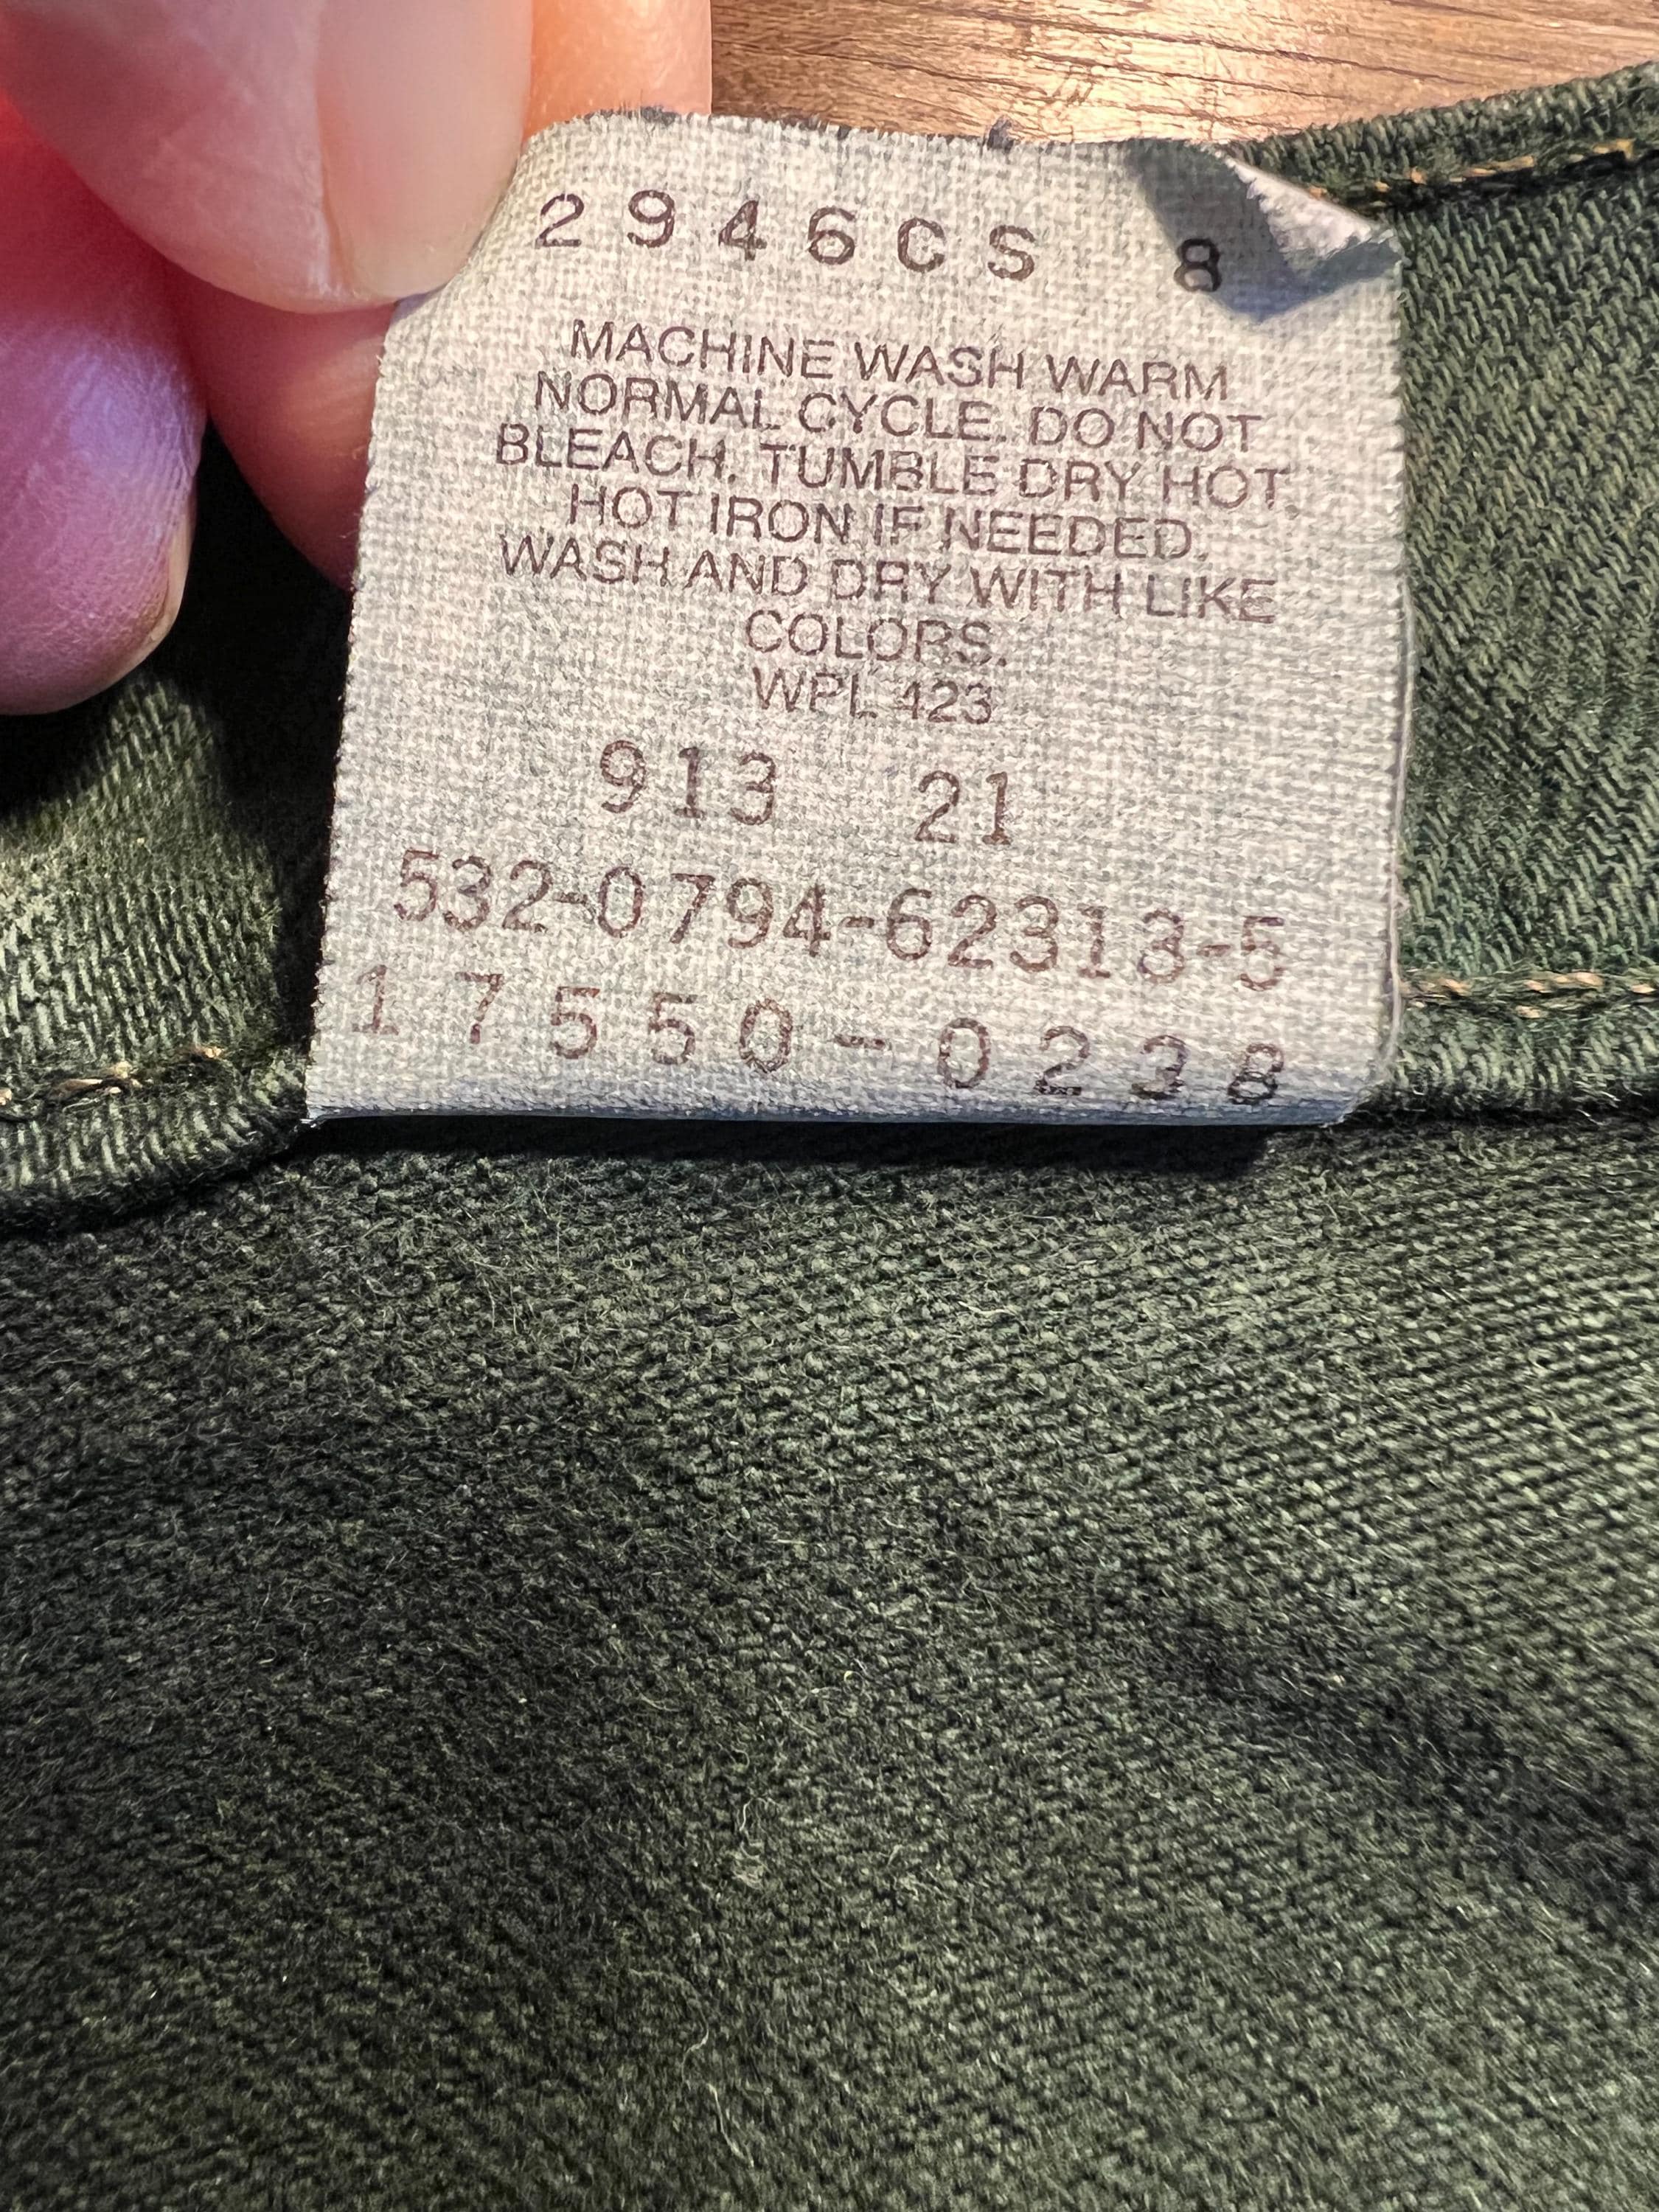 2946CS 8
MACHINE WASH WARM
NORMAL CYCLE. DO NOT
BLEACH. TUMBLE DRY HOT.
HOT IRON IF NEEDED.
WASH AND DRY WITH LIKE
COLORS.
WPL 423
913 21
532-0794-62313-5
17550-0238